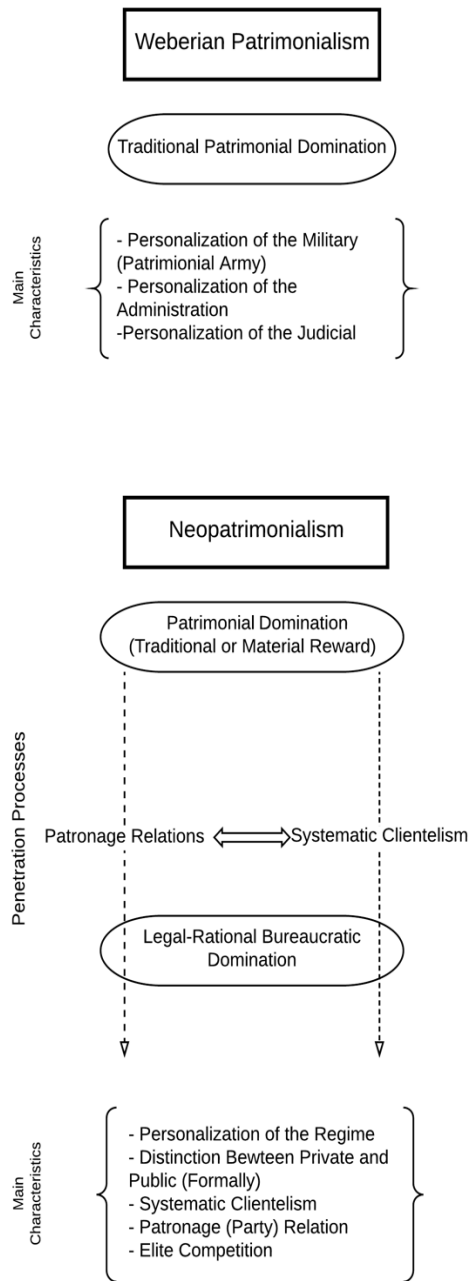 Weberian Patrimonialism
Traditional Patrimonial Domination
Main
Characteristics
- Personalization of the Military
(Patrimionial Army)
- Personalization of the
Administration
-Personalization of the Judicial
Neopatrimonialism
Patrimonial Domination
(Traditional or Material Reward)
Penetration Processes
Patronage Relations
Systematic Clientelism
Legal-Rational Bureaucratic
Domination
Main
Characteristics
- Personalization of the Regime
- Distinction Bewteen Private and
Public (Formally)
- Systematic Clientelism
- Patronage (Party) Relation
- Elite Competition